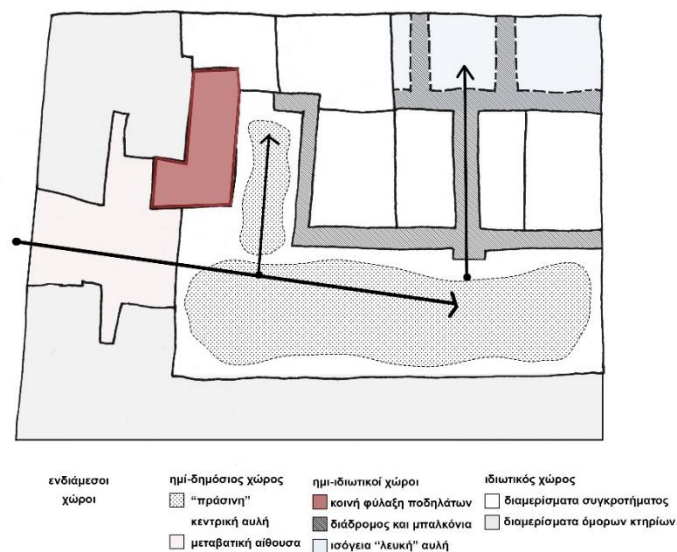 ενδιάμεσοι
χώροι
ημί-δημόσιος χώρος
"πράσινη"
κεντρική αυλή
μεταβατική αίθουσα
ημι-ιδιωτικοί χώροι
κοινή φύλαξη ποδηλάτων
διάδρομος και μπαλκόνια
ισόγεια "λευκή" αυλή
ιδιωτικός χώρος
διαμερίσματα συγκροτήματος
διαμερίσματα όμορων κτηρίων